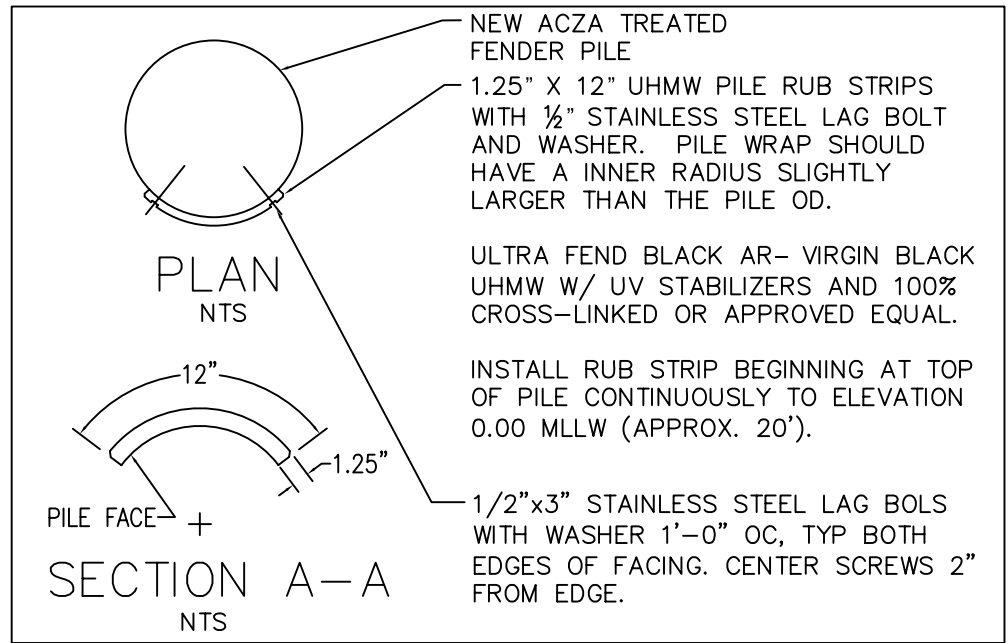 NEW ACZA TREATED
FENDER PILE
1.25" X 12" UHMW PILE RUB STRIPS
WITH ½" STAINLESS STEEL LAG BOLT
AND WASHER. PILE WRAP SHOULD
HAVE A INNER RADIUS SLIGHTLY
LARGER THAN THE PILE OD.
PLAN
NTS
ULTRA FEND BLACK AR- VIRGIN BLACK
UHMW W/ UV STABILIZERS AND 100%
CROSS-LINKED OR APPROVED EQUAL.
INSTALL RUB STRIP BEGINNING AT TOP
OF PILE CONTINUOUSLY TO ELEVATION
0.00 MLLW (APPROX. 20').
12"
1.25"
PILE FACE
SECTION A-A
NTS
1/2"x3" STAINLESS STEEL LAG BOLS
WITH WASHER 1'-0" OC, TYP BOTH
EDGES OF FACING. CENTER SCREWS 2"
FROM EDGE.